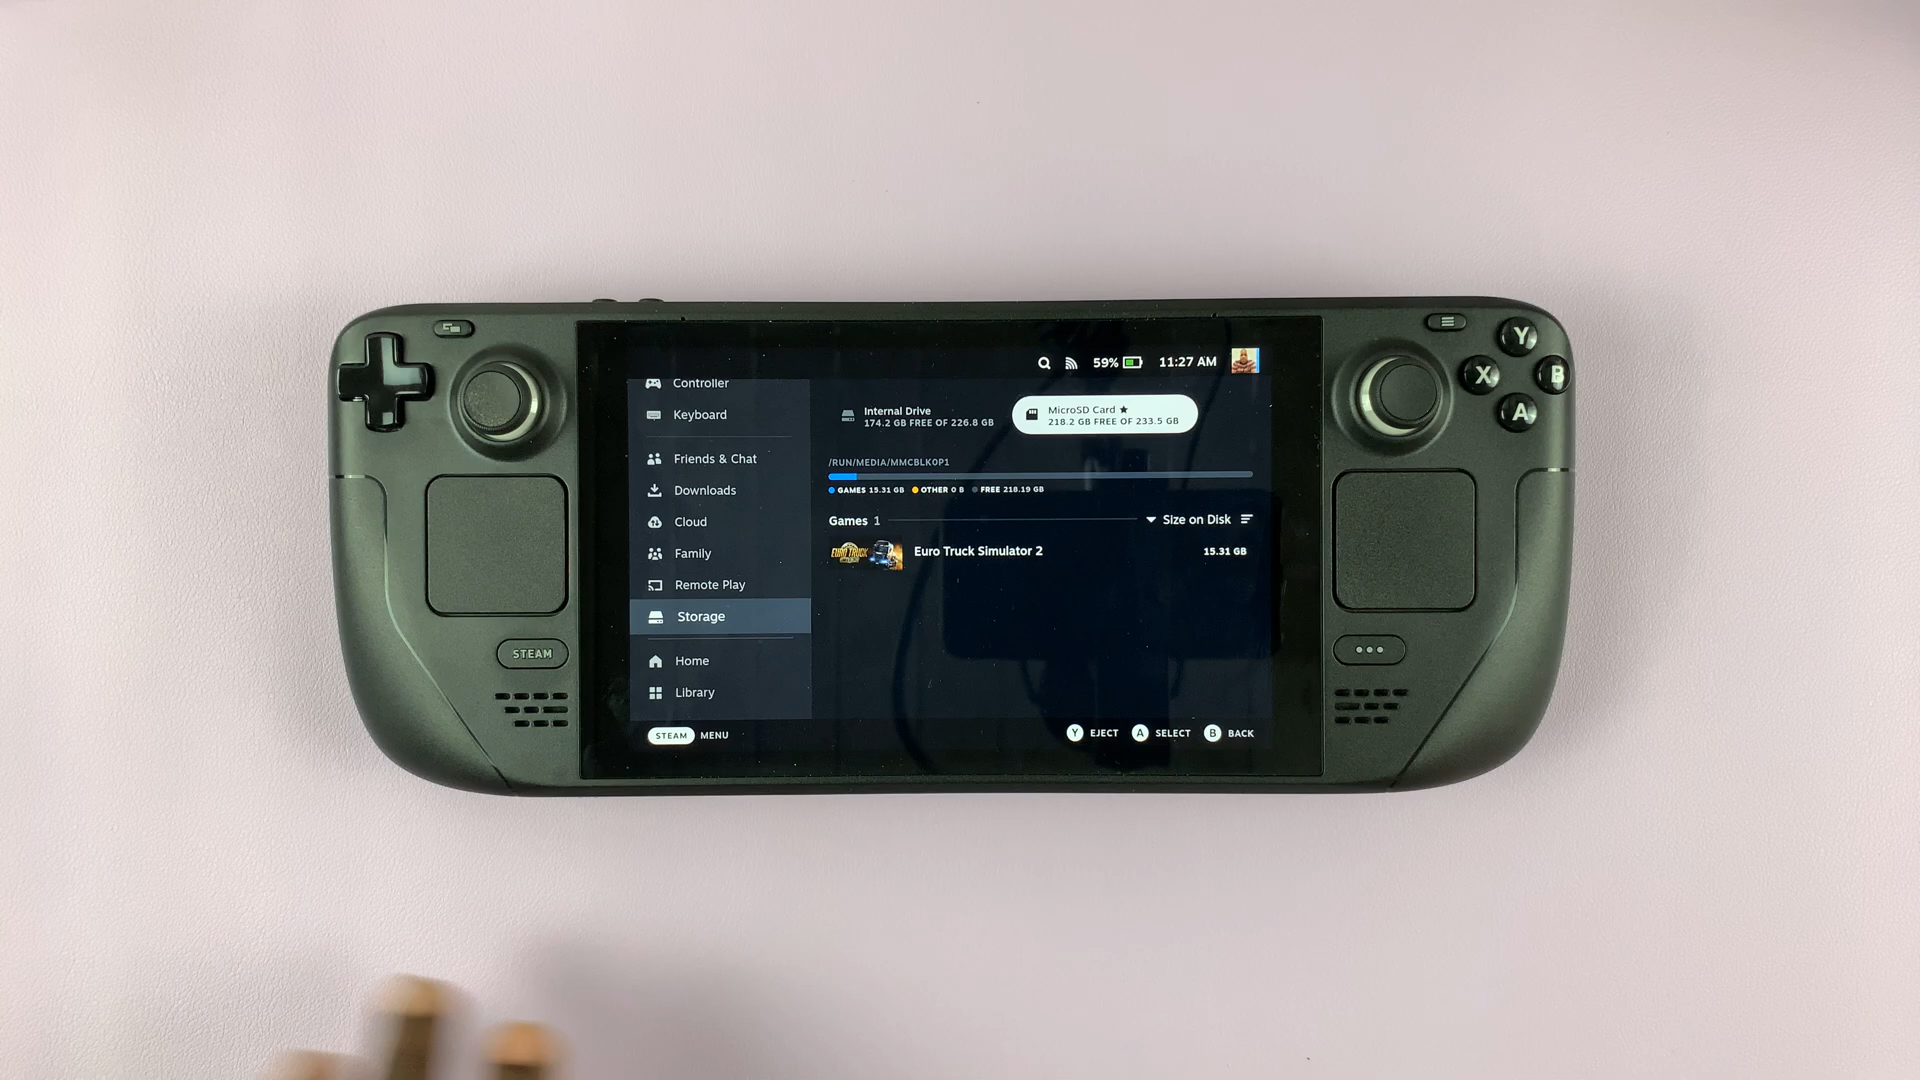 59% 11:27 AM
Controller
Keyboard
Friends & Chat
Downloads
Cloud
Family
Remote Play
Storage
Home
Library
Internal Drive
174.2 GB FREE OF 226.8 GB
MicroSD Card ★
218.2 GB FREE OF 233.5 GB
/RUN/MEDIA/MMCBLK0P1
GAMES 15.31 GB OTHER 0 B FREE 218.19 GB
Games 1 Size on Disk
EURO TRUCK
Euro Truck Simulator 2 15.31 GB
STEAM MENU
Y EJECT A SELECT B BACK
STEAM
Y
X
B
A